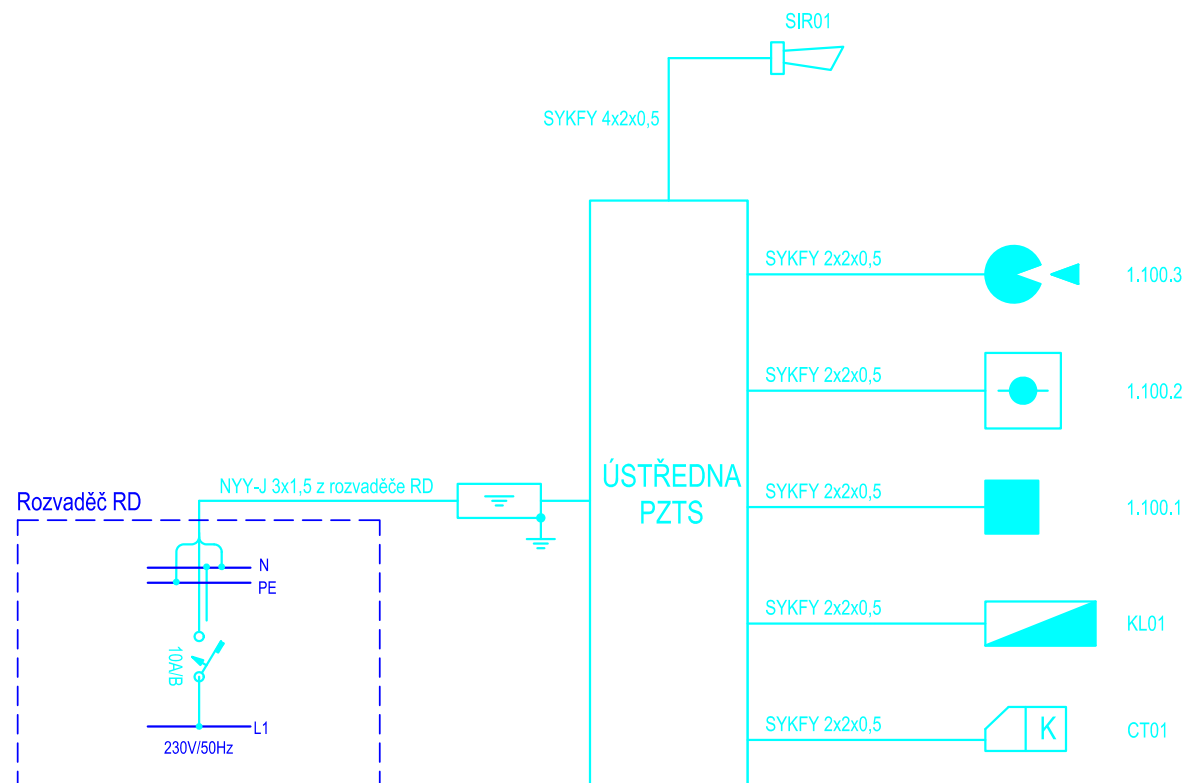 SIR01
SYKFY 4x2x0,5
SYKFY 2x2x0,5
1.100.3
SYKFY 2x2x0,5
1.100.2
ÚSTŘEDNA
PZTS
SYKFY 2x2x0,5
1.100.1
NYY-J 3x1,5 z rozvaděče RD
Rozvaděč RD
N
PE
10A/B
L1
230V/50Hz
SYKFY 2x2x0,5
KL01
SYKFY 2x2x0,5
K
CT01